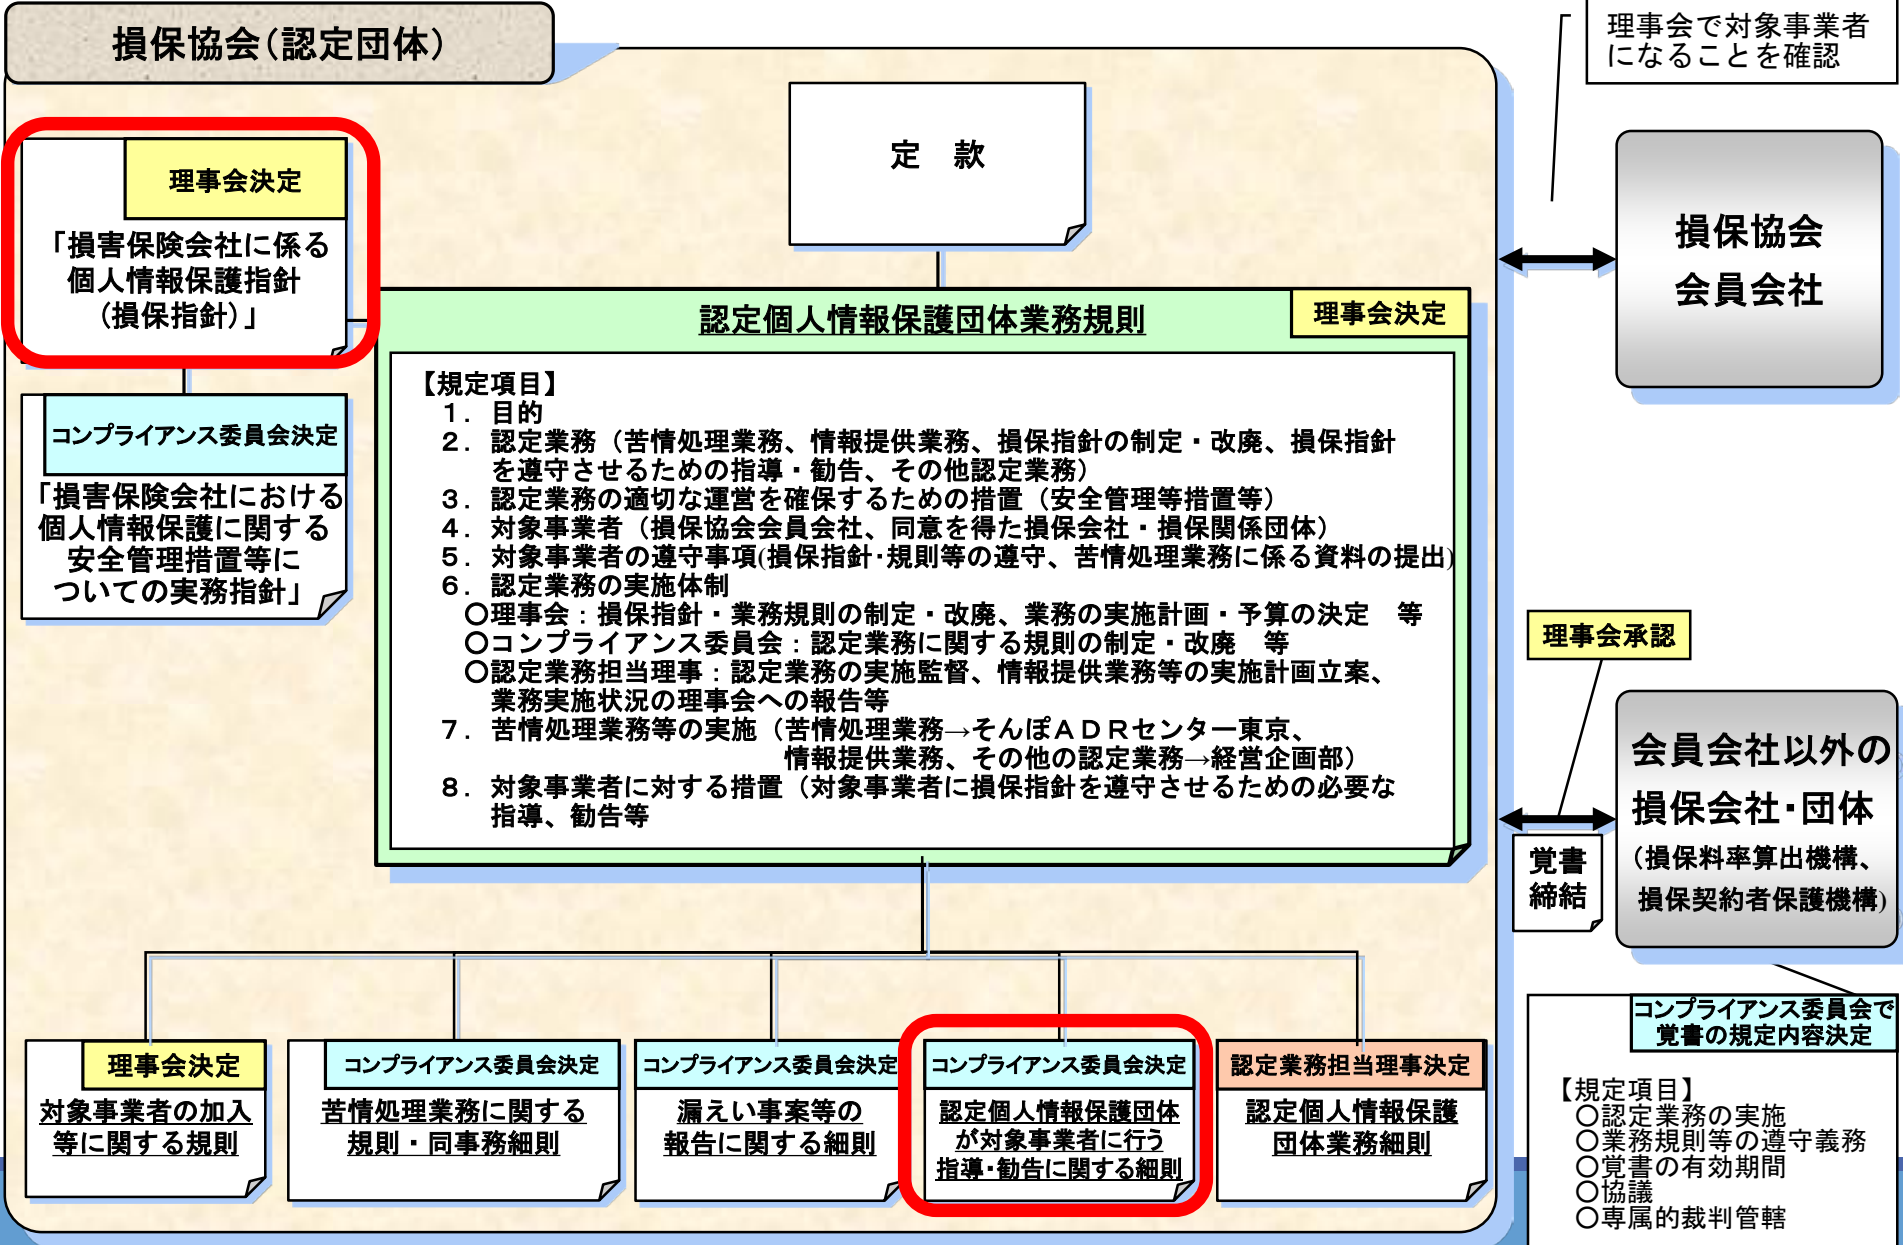 損保協会（認定団体）
理事会で対象事業者
になることを確認
定　款
理事会決定
「損害保険会社に係る
個人情報保護指針
（損保指針）」
損保協会
会員会社
認定個人情報保護団体業務規則
理事会決定
【規定項目】
１．目的
２．認定業務（苦情処理業務、情報提供業務、損保指針の制定・改廃、損保指針
を遵守させるための指導・勧告、その他認定業務）
３．認定業務の適切な運営を確保するための措置（安全管理等措置等）
４．対象事業者（損保協会会員会社、同意を得た損保会社・損保関係団体）
５．対象事業者の遵守事項(損保指針・規則等の遵守、苦情処理業務に係る資料の提出)
６．認定業務の実施体制
〇理事会：損保指針・業務規則の制定・改廃、業務の実施計画・予算の決定　等
〇コンプライアンス委員会：認定業務に関する規則の制定・改廃　等
〇認定業務担当理事：認定業務の実施監督、情報提供業務等の実施計画立案、
業務実施状況の理事会への報告等
７．苦情処理業務等の実施（苦情処理業務→そんぽＡＤＲセンター東京、
情報提供業務、その他の認定業務→経営企画部）
８．対象事業者に対する措置（対象事業者に損保指針を遵守させるための必要な
指導、勧告等
コンプライアンス委員会決定
「損害保険会社における
個人情報保護に関する
安全管理措置等に
ついての実務指針」
理事会承認
会員会社以外の
損保会社・団体
（損保料率算出機構、
損保契約者保護機構)
覚書
締結
コンプライアンス委員会で
覚書の規定内容決定
【規定項目】
〇認定業務の実施
〇業務規則等の遵守義務
〇覚書の有効期間
〇協議
〇専属的裁判管轄
理事会決定
対象事業者の加入
等に関する規則
コンプライアンス委員会決定
苦情処理業務に関する
規則・同事務細則
コンプライアンス委員会決定
漏えい事案等の
報告に関する細則
コンプライアンス委員会決定
認定個人情報保護団体
が対象事業者に行う
指導・勧告に関する細則
認定業務担当理事決定
認定個人情報保護
団体業務細則